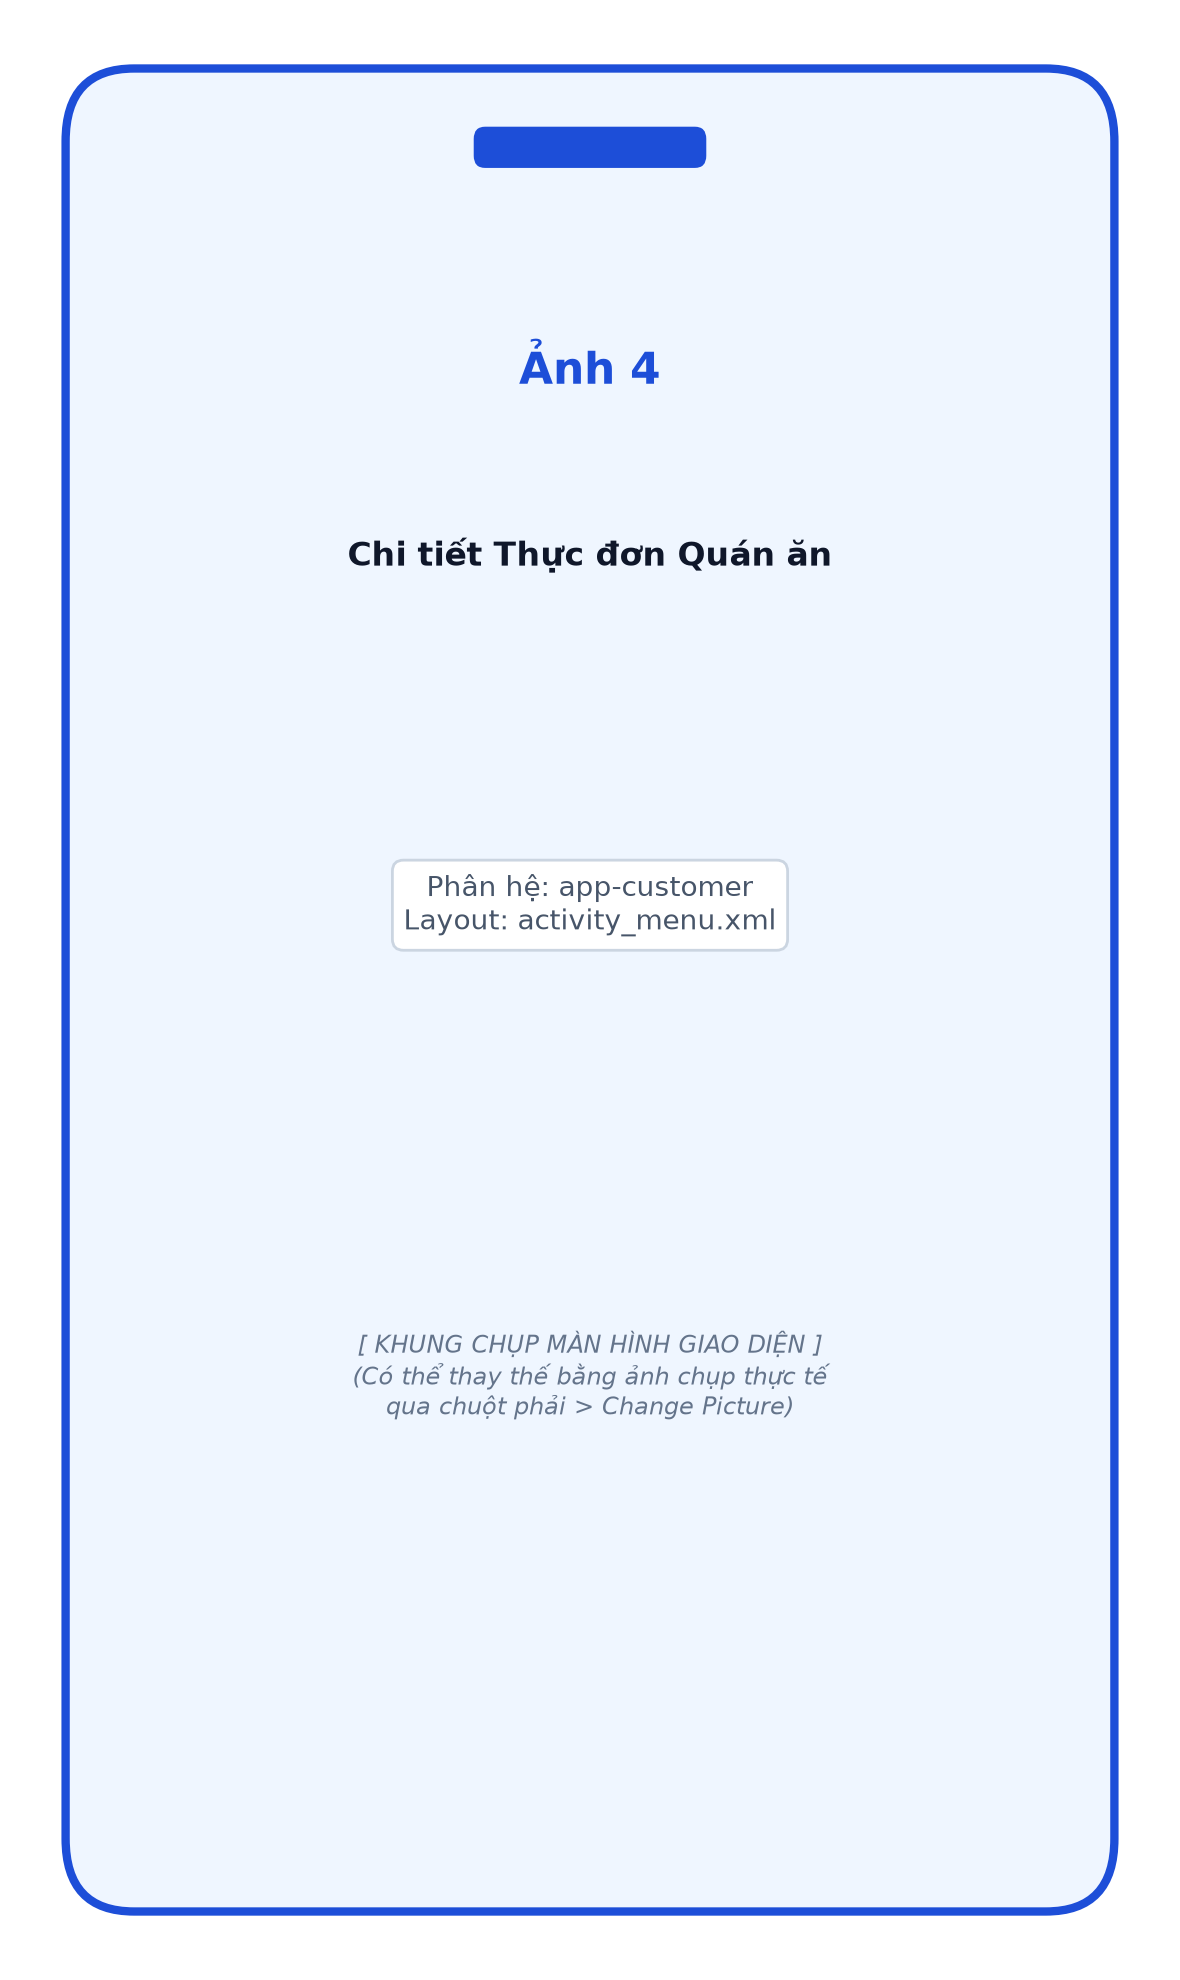 Ảnh 4
Chi tiết Thực đơn Quán ăn
Phân hệ: app-customer
Layout: activity_menu.xml
[ KHUNG CHỤP MÀN HÌNH GIAO DIỆN ]
(Có thể thay thế bằng ảnh chụp thực tế
qua chuột phải > Change Picture)